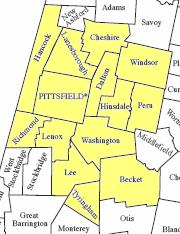 Adams
New
Ashford
Savoy
Hancock
Lanesborough
Cheshire
Windsor
Dalton
PITTSFIELD*
Hinsdale
Peru
Richmond
Lenox
Washington
Middlefield
West
Stockbridge
Stockbridge
Lee
Becket
Tyringham
Great
Barrington
Monterey
Otis